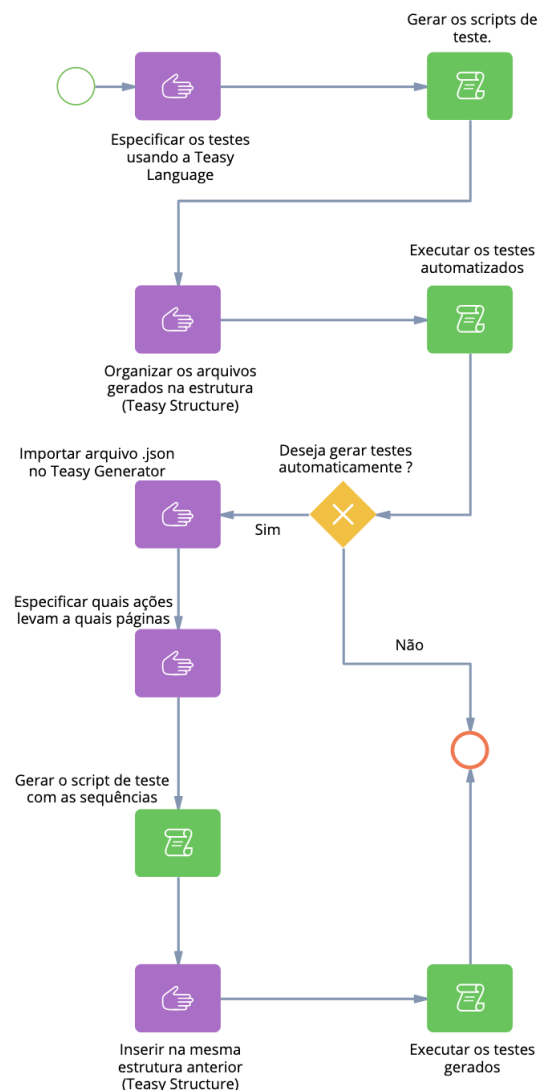 Gerar os scripts de
teste.
Especificar os testes
usando a Teasy
Language
Executar os testes
automatizados
Organizar os arquivos
gerados na estrutura
(Teasy Structure)
Deseja gerar testes
automaticamente ?
Importar arquivo .json
no Teasy Generator
Sim
Especificar quais ações
levam a quais páginas
Não
Gerar o script de teste
com as sequências
Inserir na mesma
estrutura anterior
(Teasy Structure)
Executar os testes
gerados